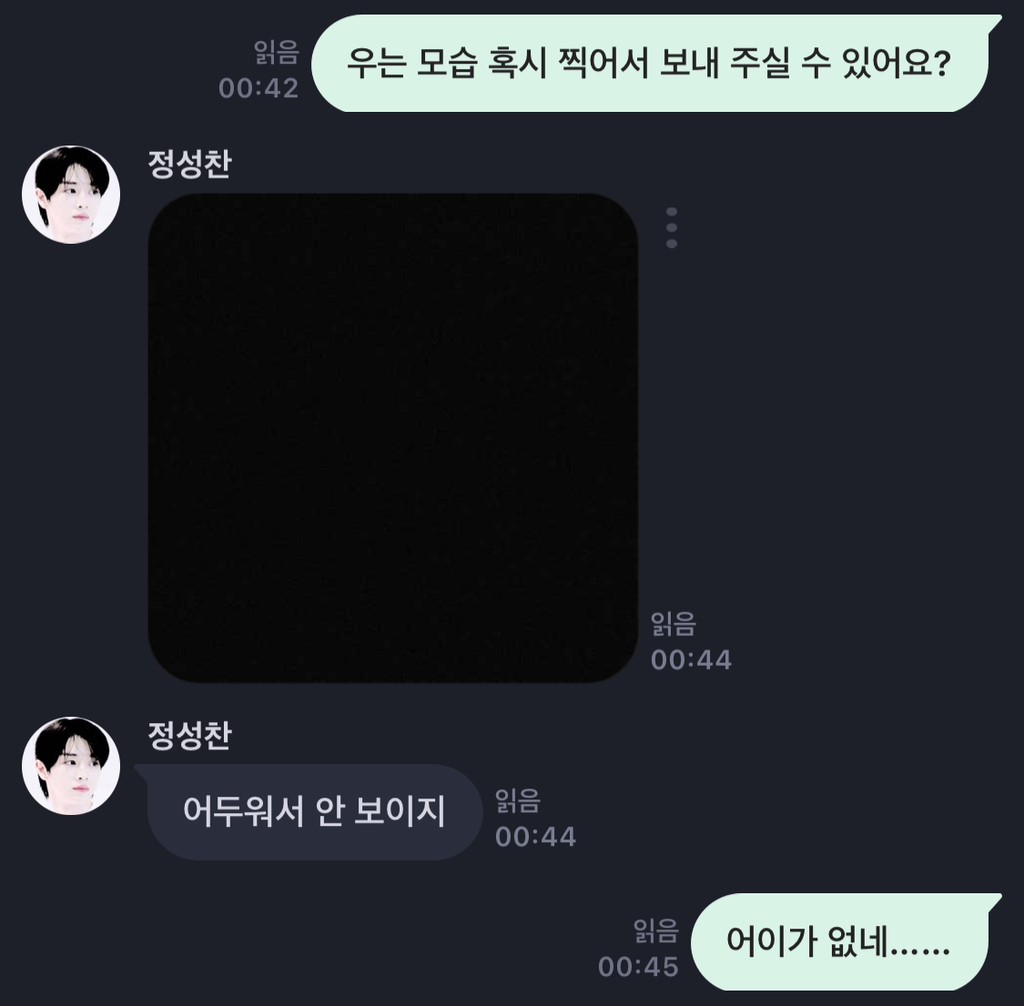 우는 모습 혹시 찍어서 보내 주실 수 있어요?
읽음
00:42
정성찬
읽음
00:44
정성찬
어두워서 안 보이지
읽음
00:44
어이가 없네......
읽음
00:45